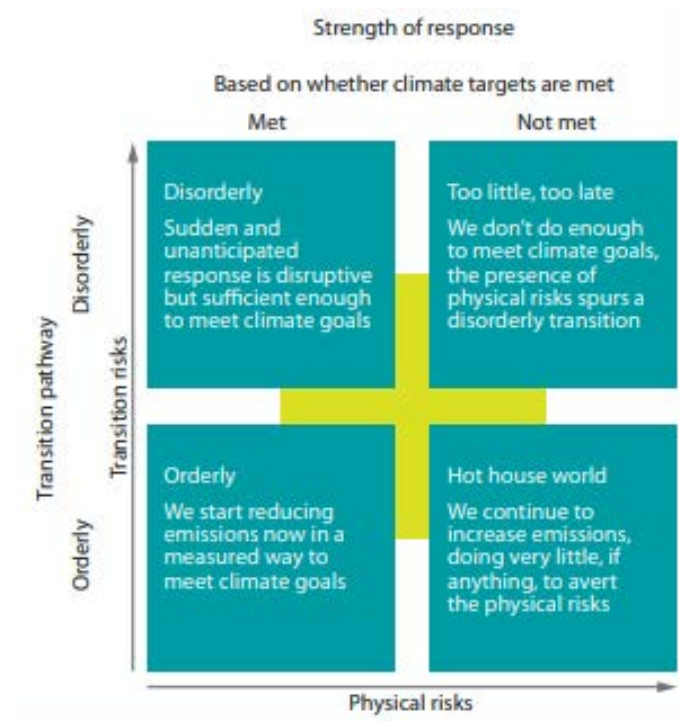 Strength of response
Based on whether climate targets are met
Met
Not met
Transition pathway
Disorderly
Orderly
Transition risks
Disorderly
Sudden and
unanticipated
response is disruptive
but sufficient enough
to meet climate goals
Too little, too late
We don't do enough
to meet climate goals,
the presence of
physical risks spurs a
disorderly transition
Orderly
We start reducing
emissions now in a
measured way to
meet climate goals
Hot house world
We continue to
increase emissions,
doing very little, if
anything, to avert
the physical risks
Physical risks